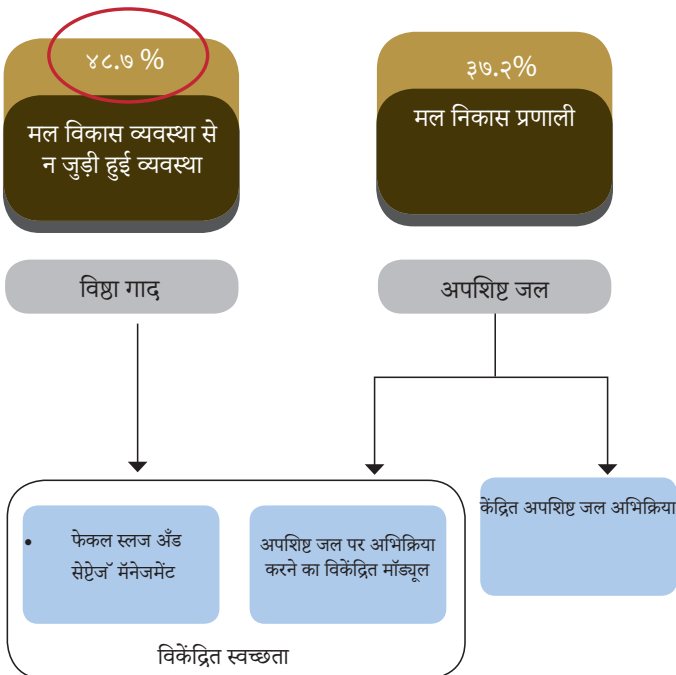 ४८.७ %
मल विकास व्यवस्था से
न जुड़ी हुई व्यवस्था
३७.२%
मल निकास प्रणाली
विष्ठा गाद
अपशिष्ट जल
• फेकल स्लज अँड
सेप्टेज ॅ मॅनेजमेंट
अपशिष्ट जल पर अभिक्रिया
करने का विकेंद्रित मॉड्यूल
केंद्रित अपशिष्ट जल अभिक्रिया
विकेंद्रित स्वच्छता